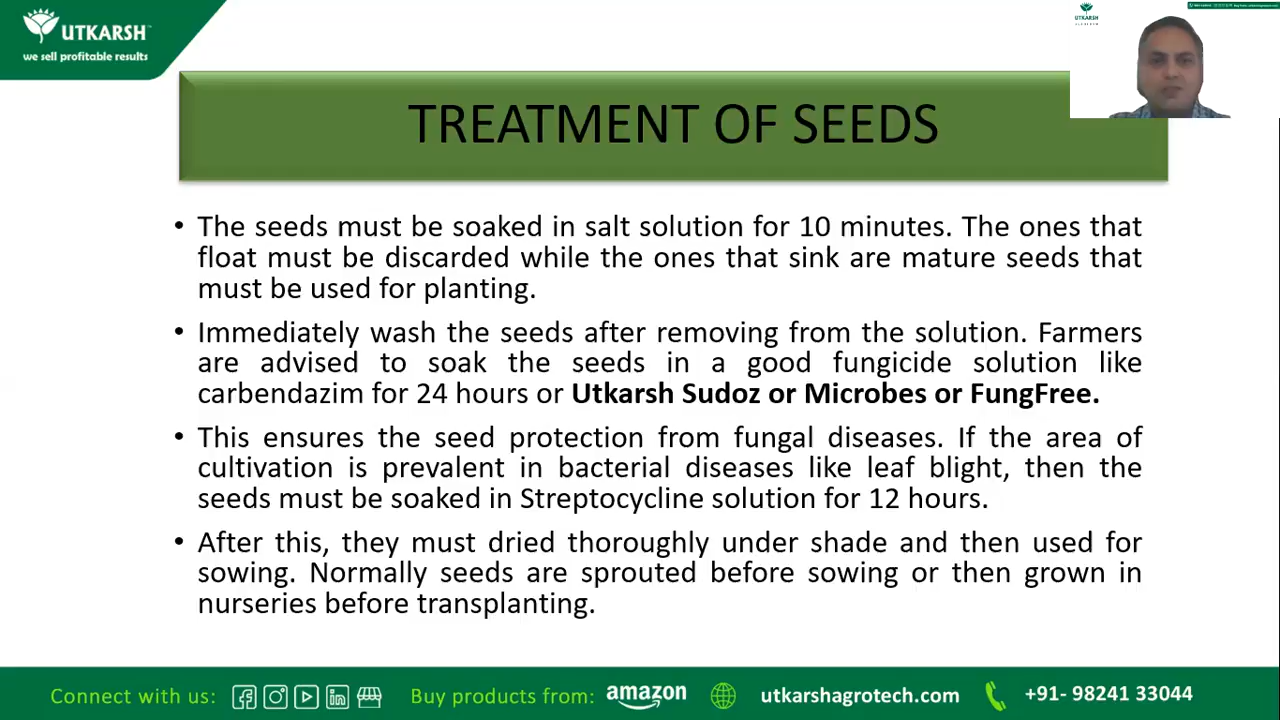 UTKARSH
we sell profitable results
UTKARSH
TREATMENT OF SEEDS
• The seeds must be soaked in salt solution for 10 minutes. The ones that
float must be discarded while the ones that sink are mature seeds that
must be used for planting.
• Immediately wash the seeds after removing from the solution. Farmers
are advised to soak the seeds in a good fungicide solution like
carbendazim for 24 hours or Utkarsh Sudoz or Microbes or FungFree.
• This ensures the seed protection from fungal diseases. If the area of
cultivation is prevalent in bacterial diseases like leaf blight, then the
seeds must be soaked in Streptocycline solution for 12 hours.
• After this, they must dried thoroughly under shade and then used for
sowing. Normally seeds are sprouted before sowing or then grown in
nurseries before transplanting.
Connect with us: Buy products from: amazon utkarshagrotech.com +91- 98241 33044